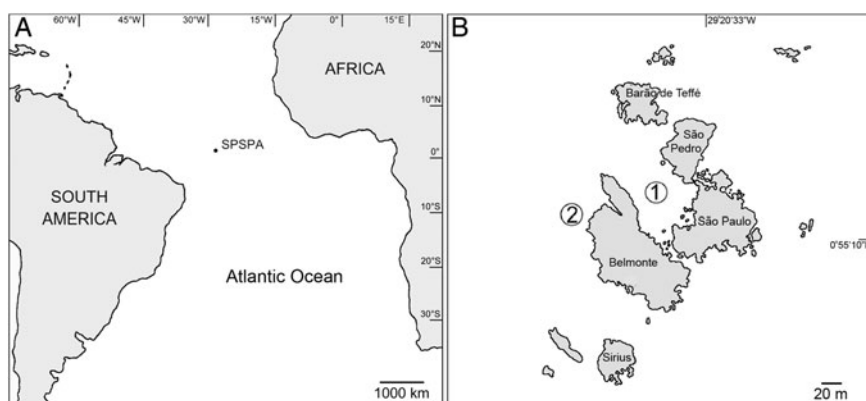 A
60°W 45°W 30°W 15°W 0° 15°E
20°N
10°N
0°
10°S
20°S
30°S
AFRICA
SPSPA
SOUTH
AMERICA
Atlantic Ocean
1000 km
B
29°20'33"W
Barão de Teffé
São
Pedro
1
2
São Paulo
0°55'10"
Belmonte
Sirius
20 m